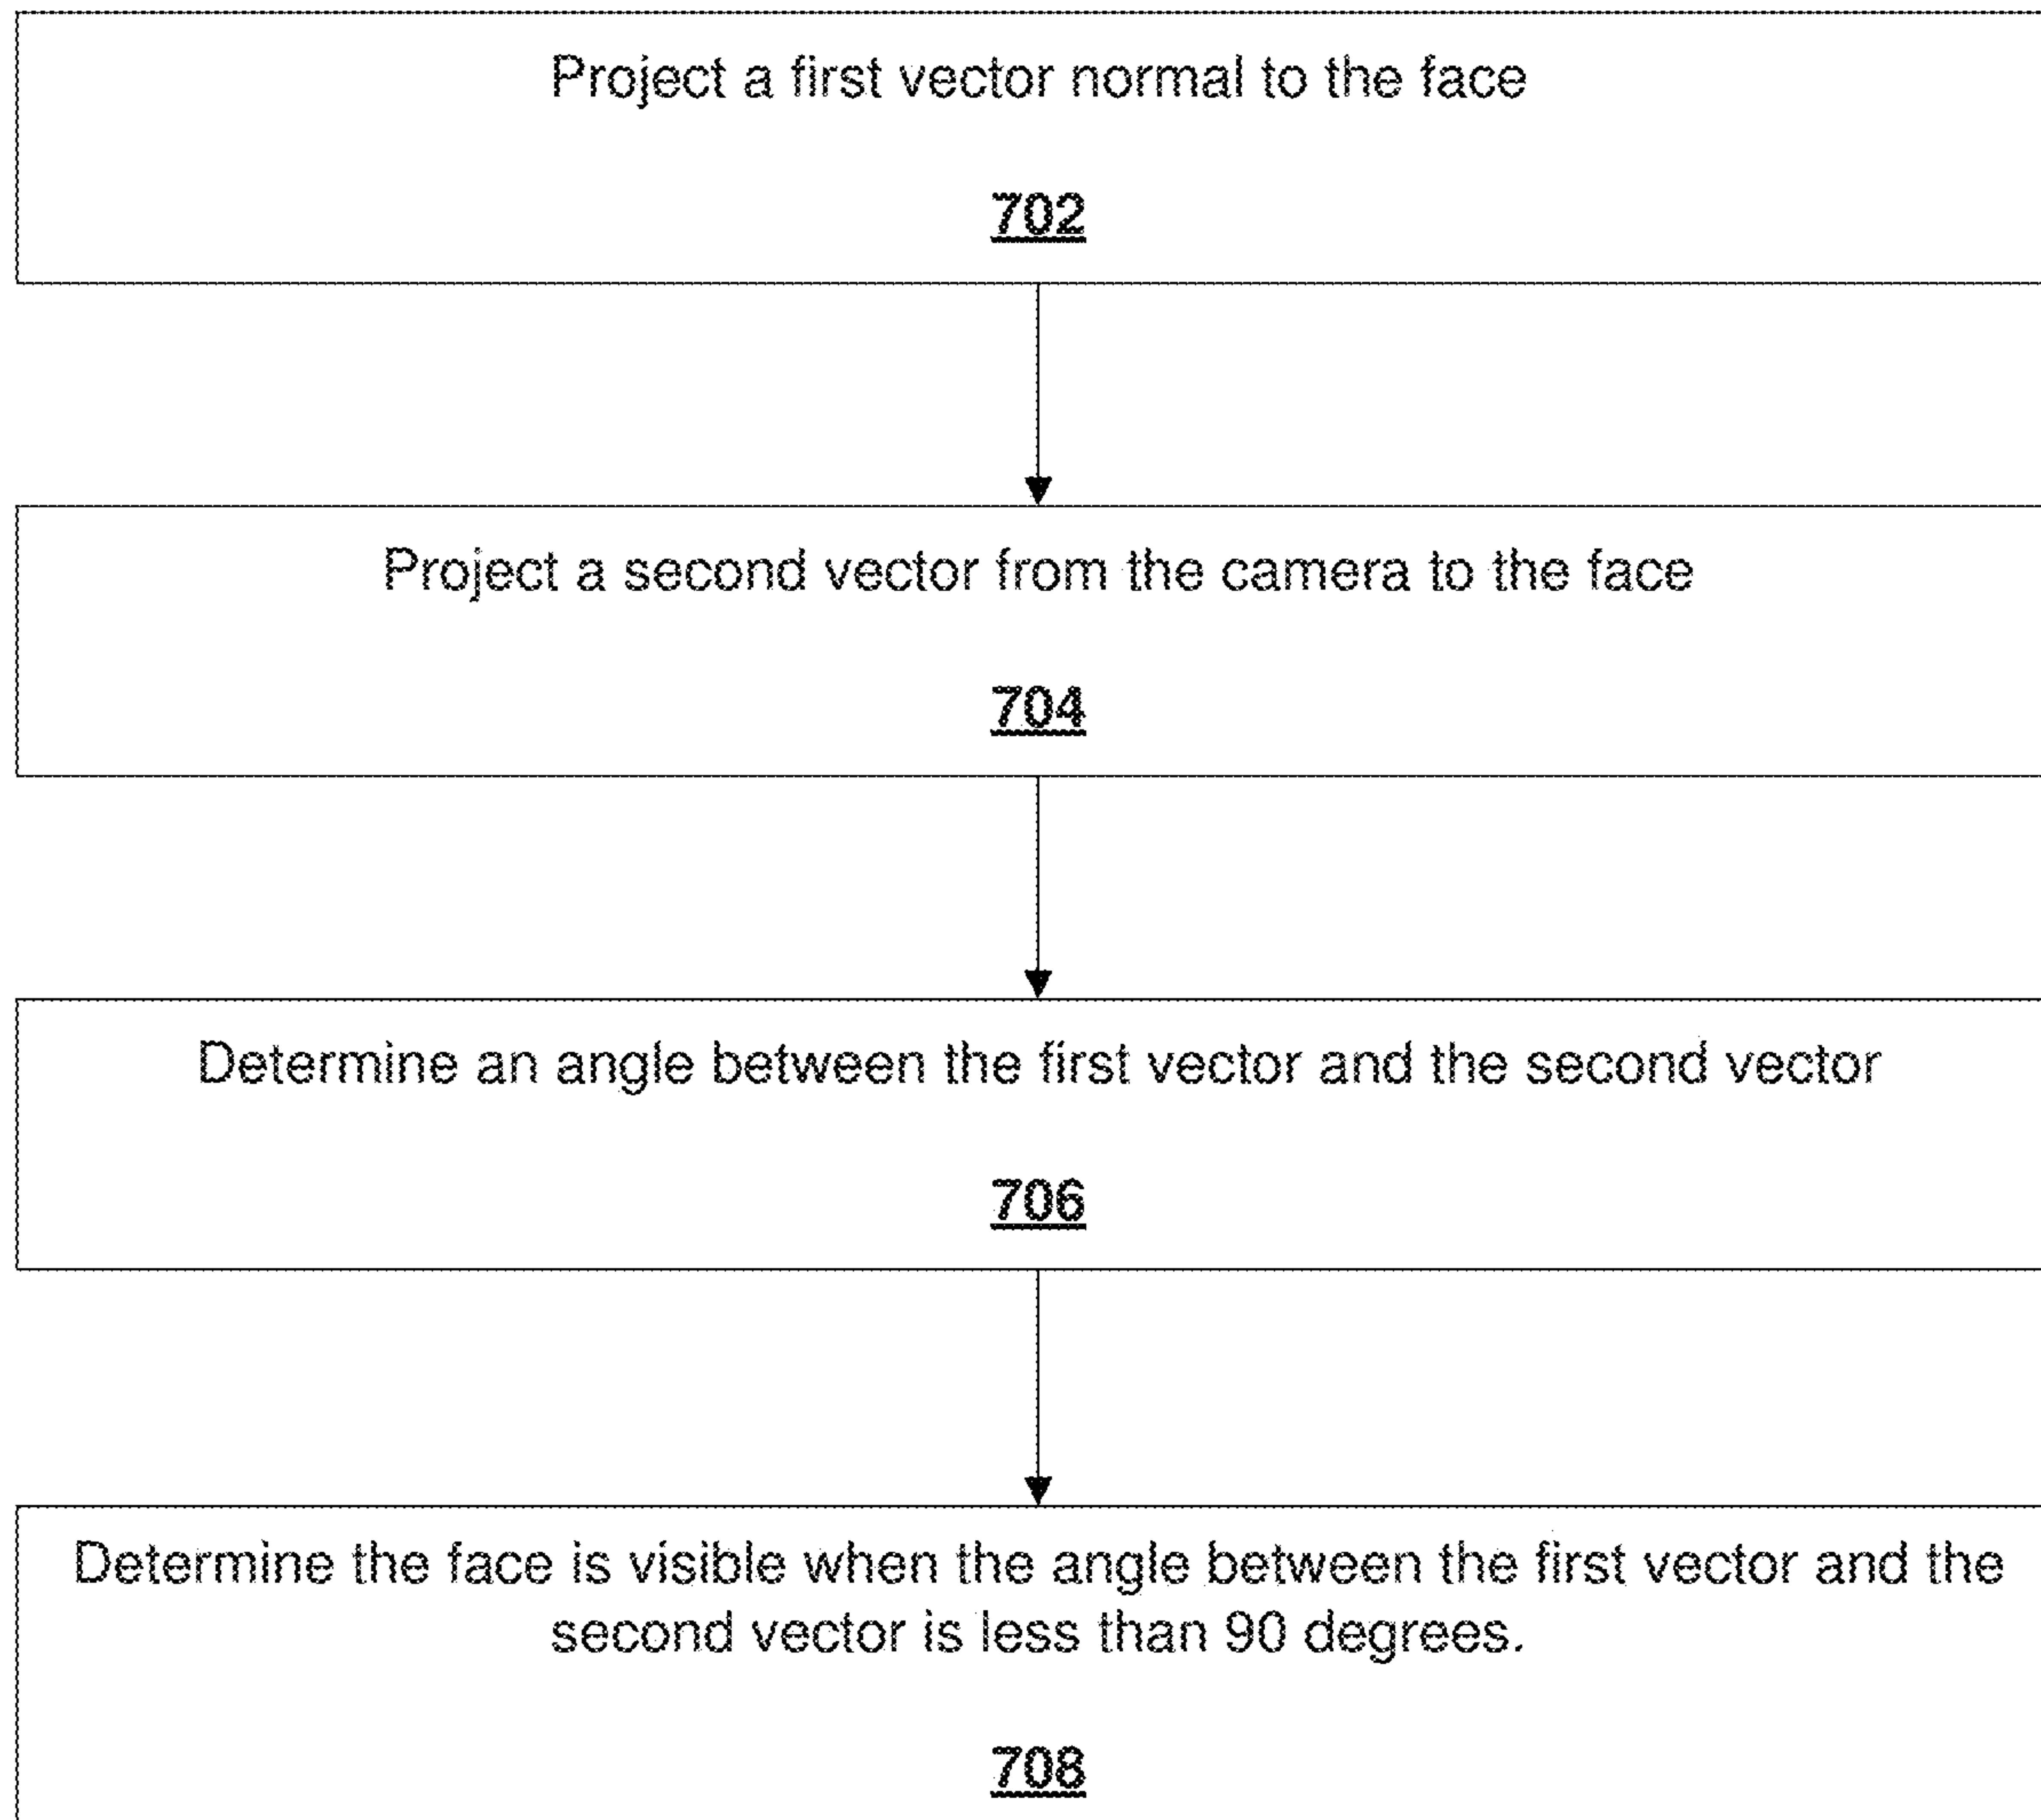 Project a first vector normal to the face
702
Project a second vector from the camera to the face
704
Determine an angle between the first vector and the second vector
706
Determine the face is visible when the angle between the first vector and the
second vector is less than 90 degrees.
708